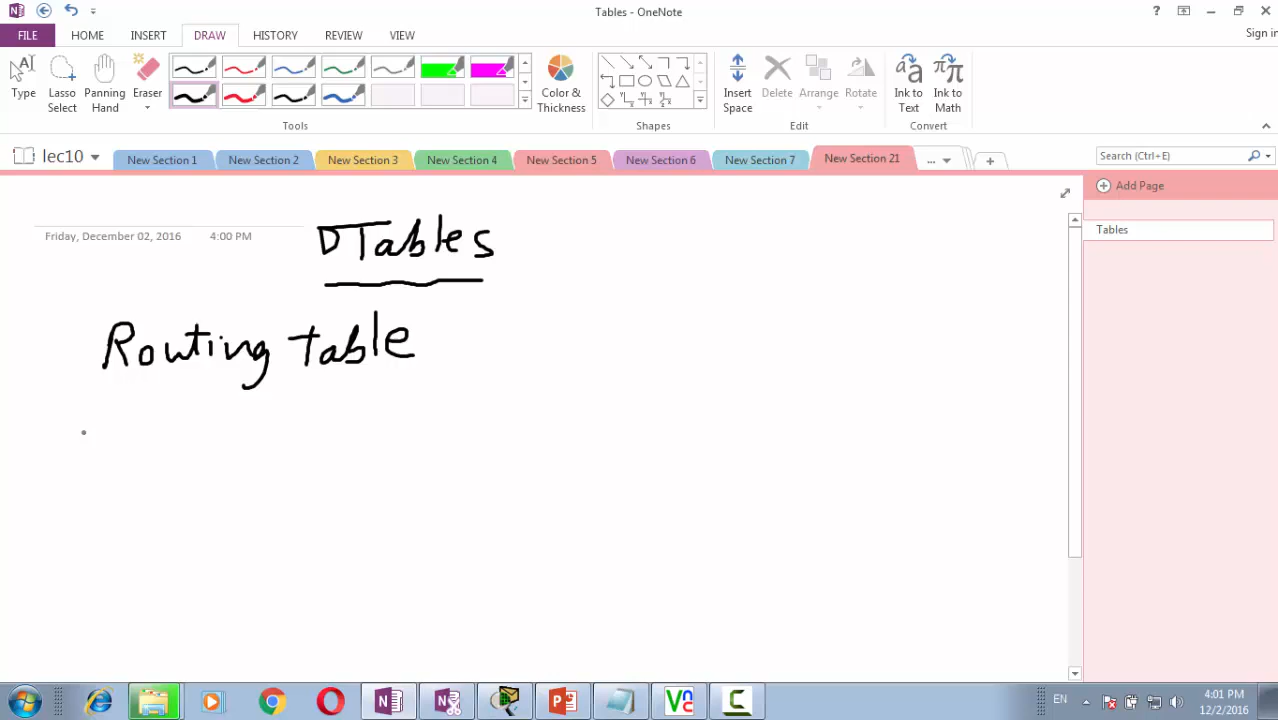 Tables - OneNote
Sign in
FILE HOME INSERT DRAW HISTORY REVIEW VIEW
Type
Lasso Select
Panning Hand
Eraser
Color & Thickness
Insert Space
Delete
Arrange
Rotate
Ink to Text
Ink to Math
Tools
Shapes
Edit
Convert
lec10 New Section 1 New Section 2 New Section 3 New Section 4 New Section 5 New Section 6 New Section 7 New Section 21 ...
Search (Ctrl+E)
Add Page
Tables
Friday, December 02, 2016 4:00 PM
Tables
Routing table
EN
4:01 PM
12/2/2016